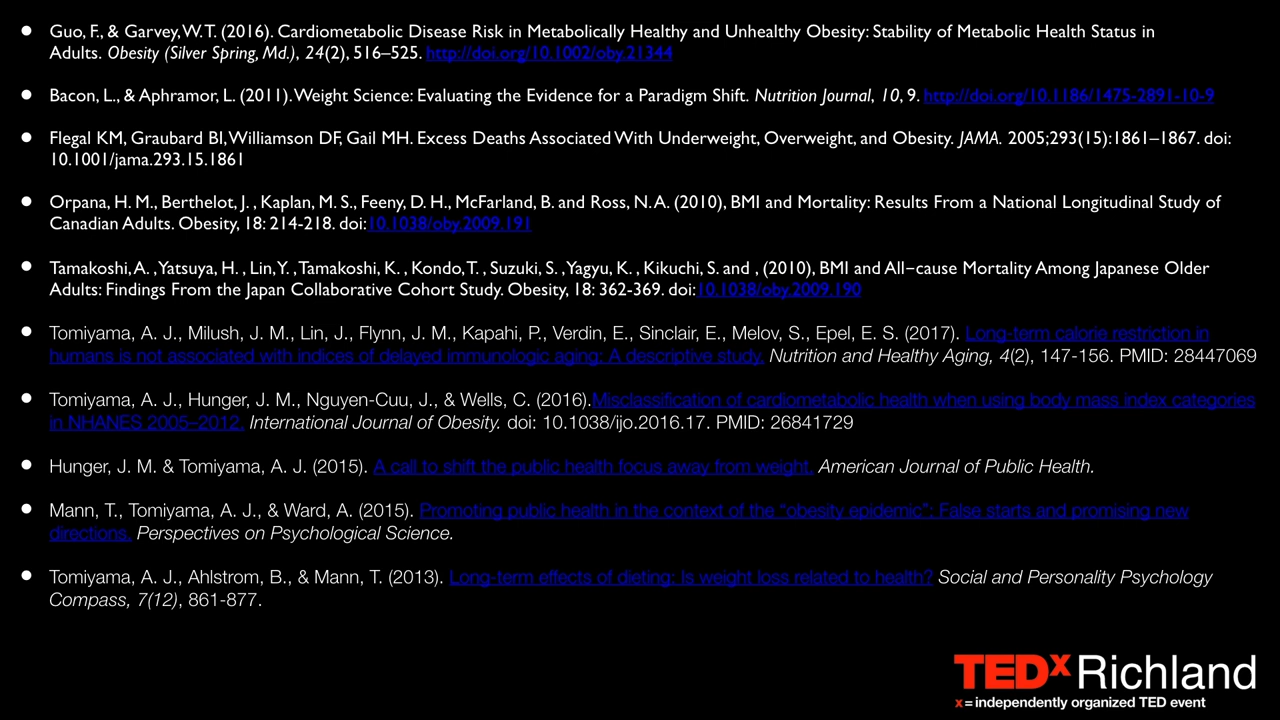 • Guo, F., & Garvey, W. T. (2016). Cardiometabolic Disease Risk in Metabolically Healthy and Unhealthy Obesity: Stability of Metabolic Health Status in
Adults. Obesity (Silver Spring, Md.), 24(2), 516–525. http://doi.org/10.1002/oby.21344
• Bacon, L., & Aphramor, L. (2011). Weight Science: Evaluating the Evidence for a Paradigm Shift. Nutrition Journal, 10, 9. http://doi.org/10.1186/1475-2891-10-9
• Flegal KM, Graubard BI, Williamson DF, Gail MH. Excess Deaths Associated With Underweight, Overweight, and Obesity. JAMA. 2005;293(15):1861–1867. doi:
10.1001/jama.293.15.1861
• Orpana, H. M., Berthelot, J. , Kaplan, M. S., Feeny, D. H., McFarland, B. and Ross, N. A. (2010), BMI and Mortality: Results From a National Longitudinal Study of
Canadian Adults. Obesity, 18: 214-218. doi:10.1038/oby.2009.191
• Tamakoshi, A. , Yatsuya, H. , Lin, Y. , Tamakoshi, K. , Kondo, T. , Suzuki, S. , Yagyu, K. , Kikuchi, S. and , (2010), BMI and All‐cause Mortality Among Japanese Older
Adults: Findings From the Japan Collaborative Cohort Study. Obesity, 18: 362-369. doi:10.1038/oby.2009.190
• Tomiyama, A. J., Milush, J. M., Lin, J., Flynn, J. M., Kapahi, P., Verdin, E., Sinclair, E., Melov, S., Epel, E. S. (2017). Long-term calorie restriction in
humans is not associated with indices of delayed immunologic aging: A descriptive study. Nutrition and Healthy Aging, 4(2), 147-156. PMID: 28447069
• Tomiyama, A. J., Hunger, J. M., Nguyen-Cuu, J., & Wells, C. (2016).Misclassification of cardiometabolic health when using body mass index categories
in NHANES 2005–2012. International Journal of Obesity. doi: 10.1038/ijo.2016.17. PMID: 26841729
• Hunger, J. M. & Tomiyama, A. J. (2015). A call to shift the public health focus away from weight. American Journal of Public Health.
• Mann, T., Tomiyama, A. J., & Ward, A. (2015). Promoting public health in the context of the “obesity epidemic”: False starts and promising new
directions. Perspectives on Psychological Science.
• Tomiyama, A. J., Ahlstrom, B., & Mann, T. (2013). Long-term effects of dieting: Is weight loss related to health? Social and Personality Psychology
Compass, 7(12), 861-877.
TEDx Richland
x = independently organized TED event